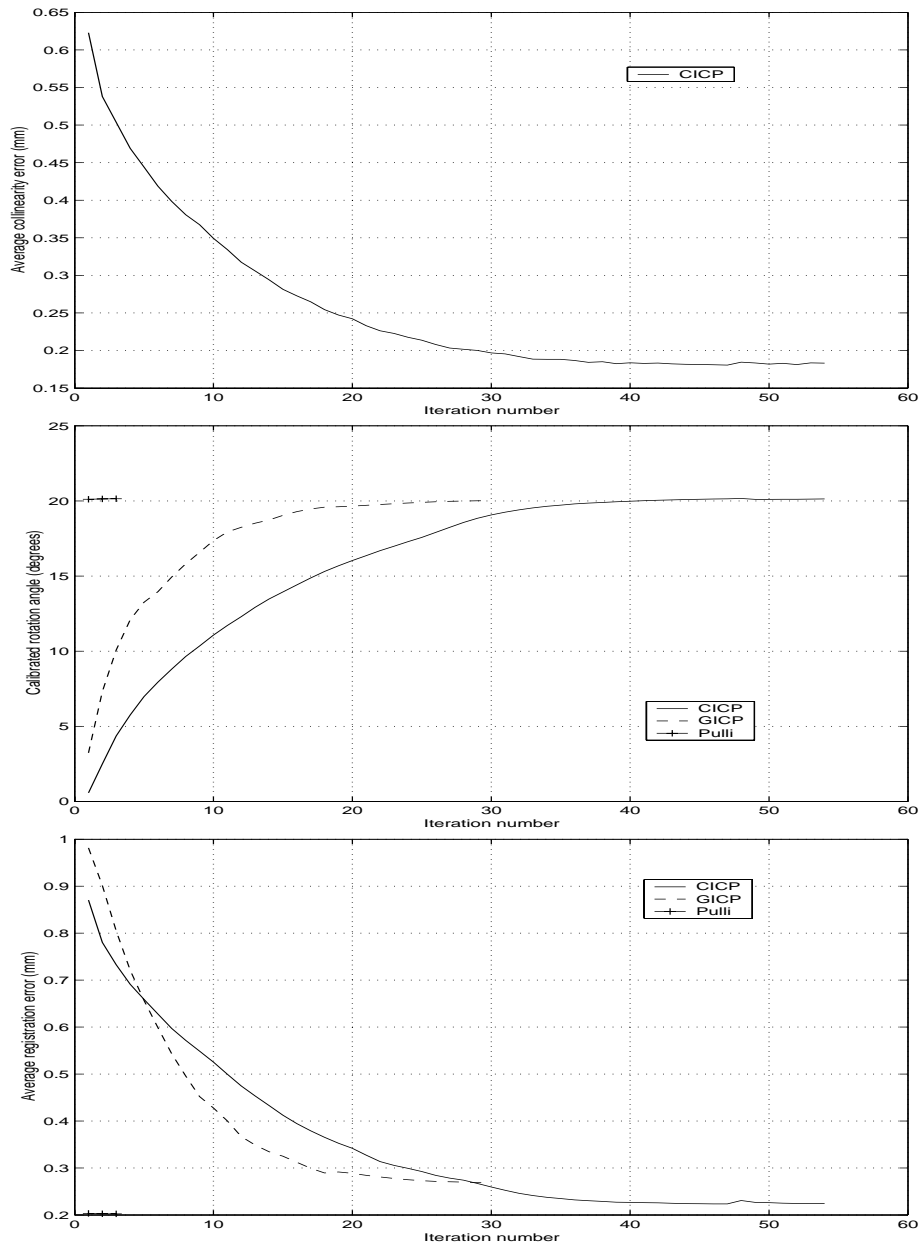 0.65
0.6
0.55
0.5
0.45
0.4
0.35
0.3
0.25
0.2
0.15
Average collinearity error (mm)
CICP
0 10 20 30 40 50 60
Iteration number
25
20
15
10
5
0
Calibrated rotation angle (degrees)
CICP
GICP
Pulli
0 10 20 30 40 50 60
Iteration number
1
0.9
0.8
0.7
0.6
0.5
0.4
0.3
0.2
Average registration error (mm)
CICP
GICP
Pulli
0 10 20 30 40 50 60
Iteration number